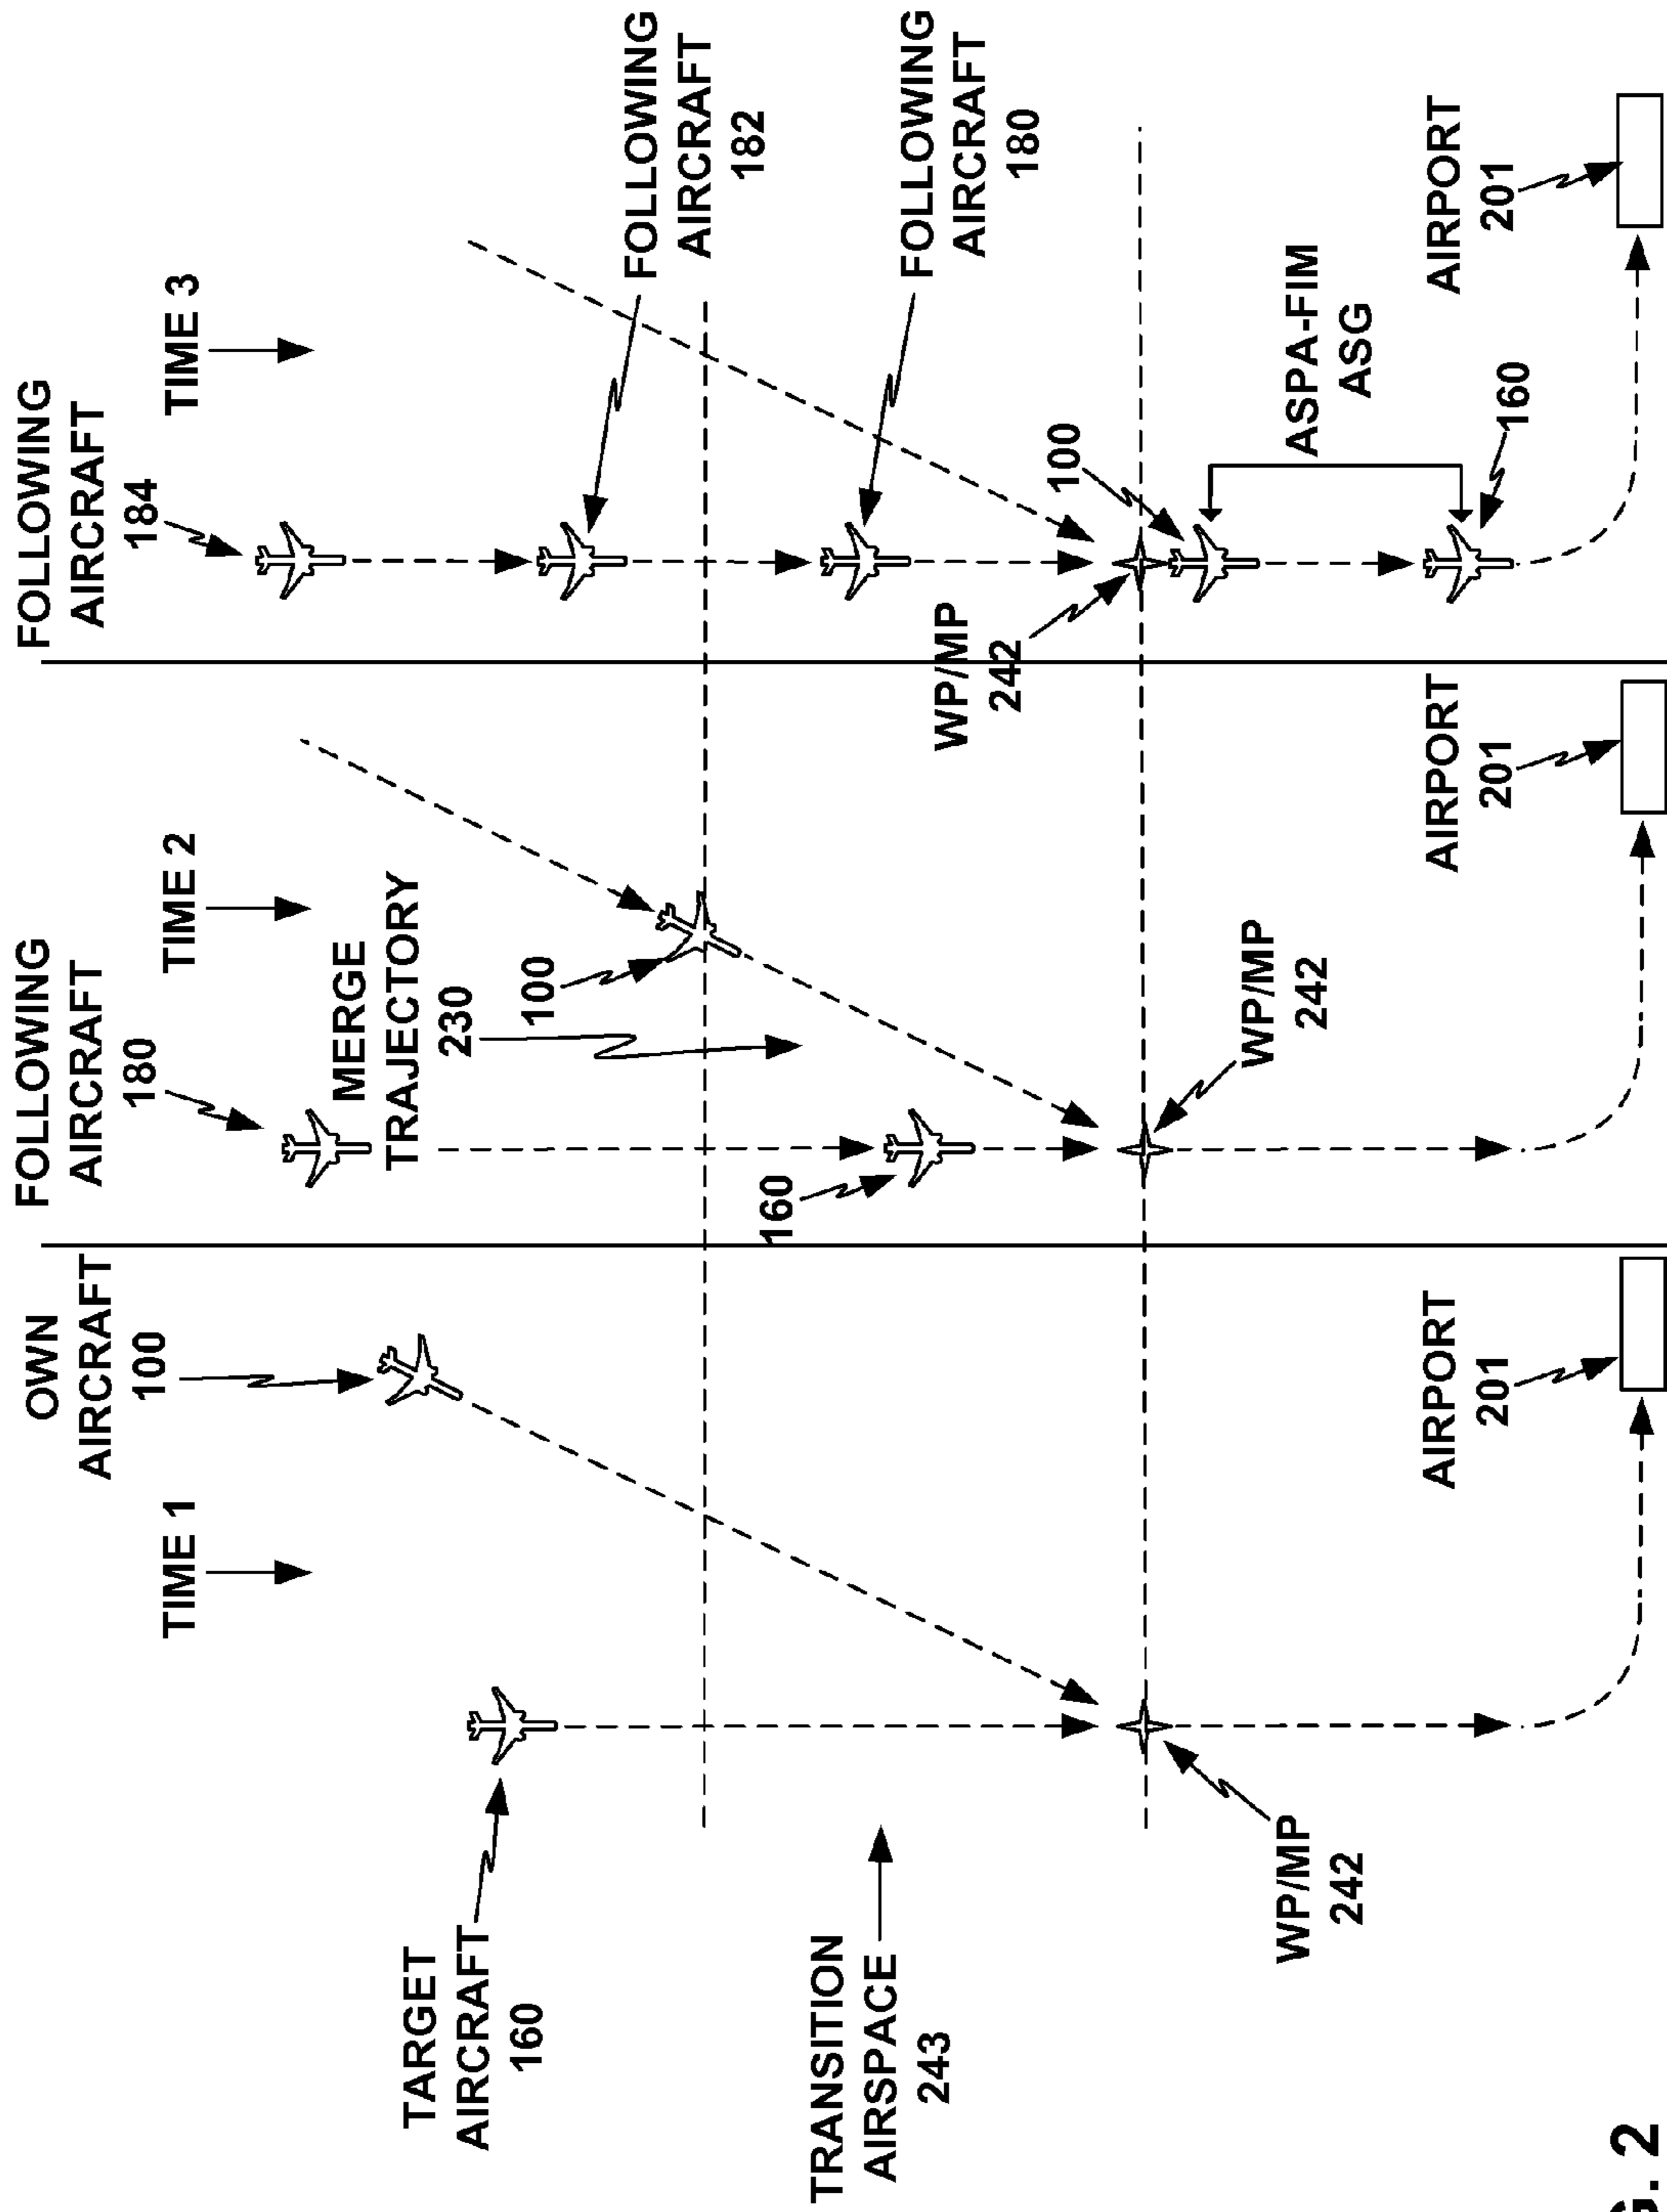 TARGET
AIRCRAFT
160
TRANSITION
AIRSPACE
243
TIME 1
OWN
AIRCRAFT
100
WP/MP
242
AIRPORT
201
FOLLOWING
AIRCRAFT
180
TIME 2
MERGE
TRAJECTORY
230
100
160
WP/MP
242
AIRPORT
201
FOLLOWING
AIRCRAFT
184
TIME 3
FOLLOWING
AIRCRAFT
182
FOLLOWING
AIRCRAFT
180
WP/MP
242
100
ASPA-FIM
ASG
160
AIRPORT
201
2